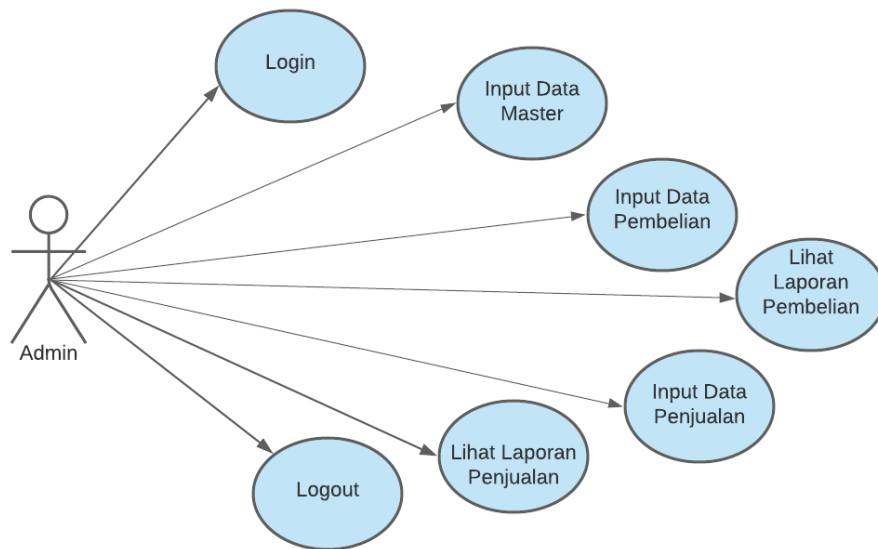 Login
Input Data
Master
Input Data
Pembelian
Lihat
Laporan
Pembelian
Admin
Input Data
Penjualan
Lihat Laporan
Penjualan
Logout